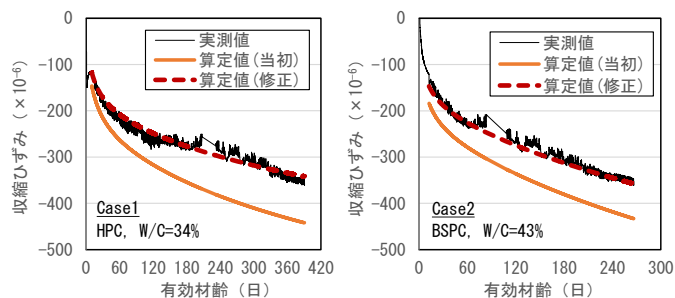 0
-100
-200
-300
-400
-500
収縮ひずみ（×10⁻⁶）
実測値
算定値(当初)
算定値(修正)
Case1
HPC, W/C=34%
0 60 120 180 240 300 360 420
有効材齢（日）
0
-100
-200
-300
-400
-500
収縮ひずみ（×10⁻⁶）
実測値
算定値(当初)
算定値(修正)
Case2
BSPC, W/C=43%
0 60 120 180 240 300
有効材齢（日）